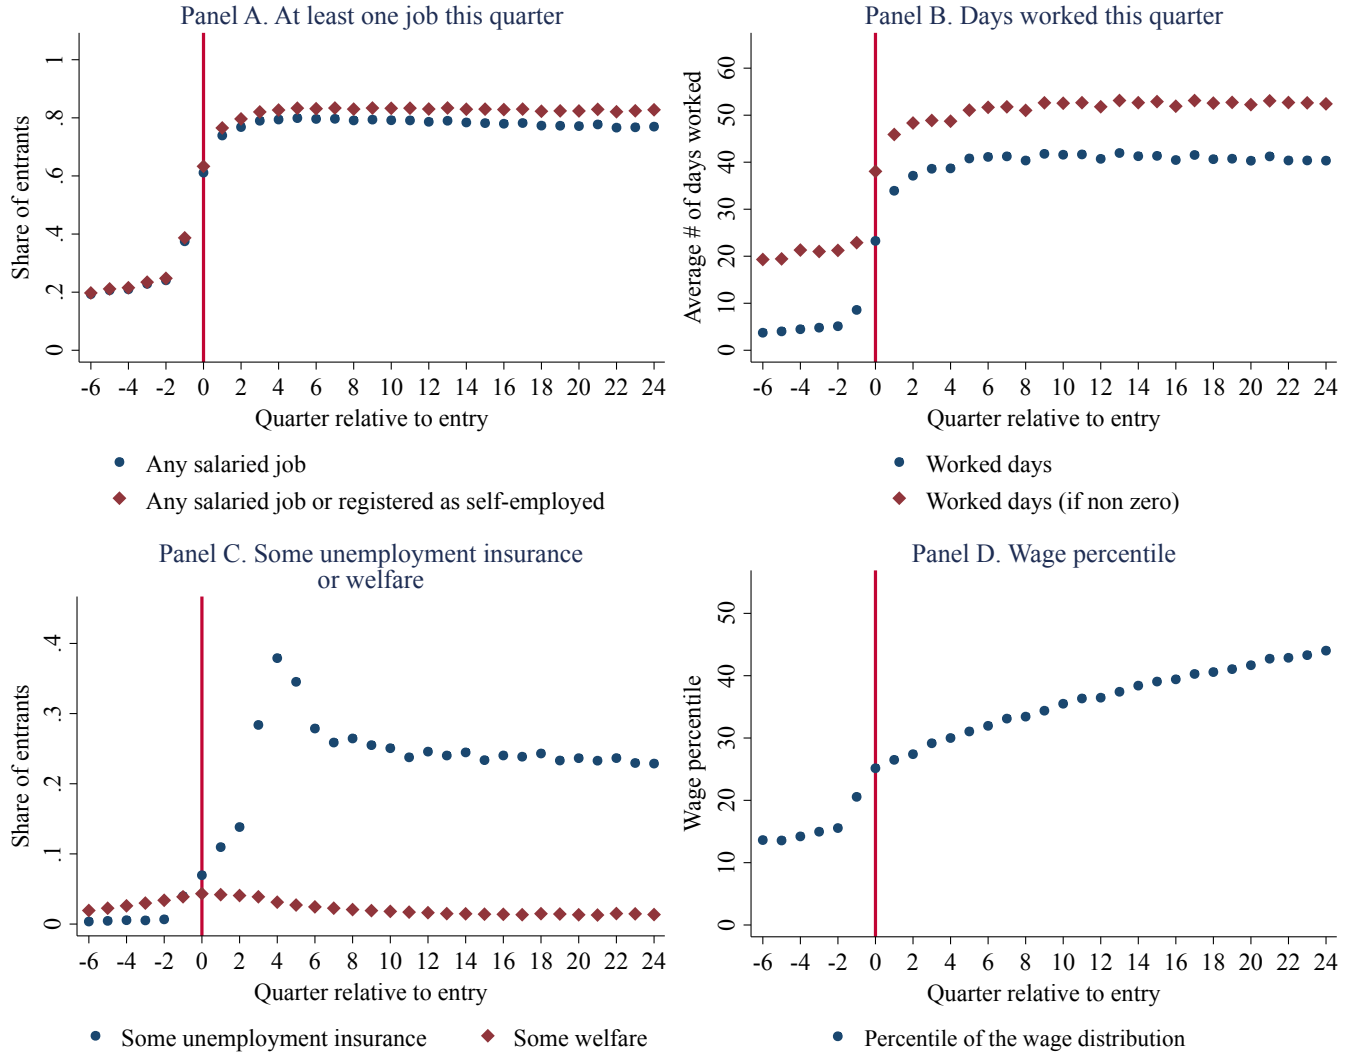 Panel A. At least one job this quarter
Share of entrants
0 .2 .4 .6 .8 1
-6 -4 -2 0 2 4 6 8 10 12 14 16 18 20 22 24
Quarter relative to entry
Any salaried job
Any salaried job or registered as self-employed
Panel B. Days worked this quarter
Average # of days worked
0 10 20 30 40 50 60
-6 -4 -2 0 2 4 6 8 10 12 14 16 18 20 22 24
Quarter relative to entry
Worked days
Worked days (if non zero)
Panel C. Some unemployment insurance
or welfare
Share of entrants
0 .1 .2 .3 .4
-6 -4 -2 0 2 4 6 8 10 12 14 16 18 20 22 24
Quarter relative to entry
Some unemployment insurance
Some welfare
Panel D. Wage percentile
Wage percentile
0 10 20 30 40 50
-6 -4 -2 0 2 4 6 8 10 12 14 16 18 20 22 24
Quarter relative to entry
Percentile of the wage distribution